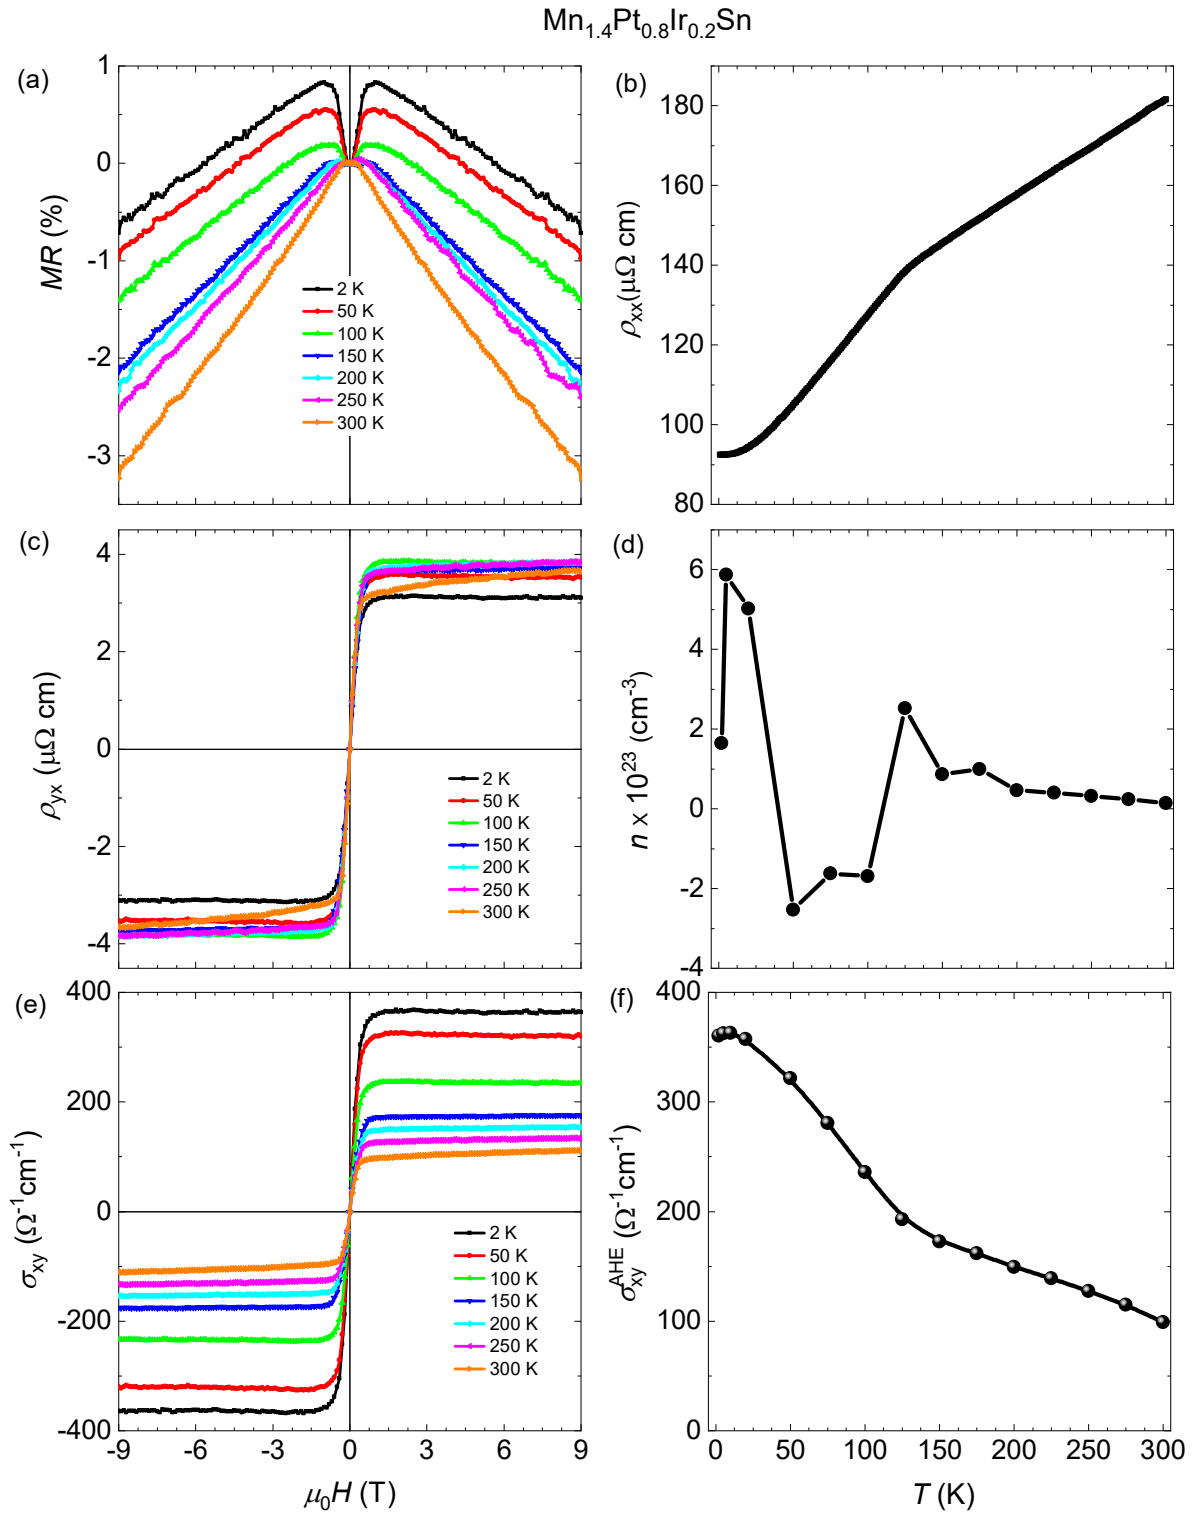 Mn1.4Pt0.8Ir0.2Sn
(a)
1
0
-1
-2
-3
MR (%)
2 K
50 K
100 K
150 K
200 K
250 K
300 K
(b)
180
160
140
120
100
80
ρxx(μΩ cm)
(c)
4
2
0
-2
-4
ρyx (μΩ cm)
2 K
50 K
100 K
150 K
200 K
250 K
300 K
(d)
6
4
2
0
-2
-4
n x 10^23 (cm^-3)
(e)
400
200
0
-200
-400
σxy (Ω^-1cm^-1)
2 K
50 K
100 K
150 K
200 K
250 K
300 K
-9 -6 -3 0 3 6 9
μ0H (T)
(f)
400
300
200
100
0
σxy^AHE (Ω^-1cm^-1)
0 50 100 150 200 250 300
T (K)